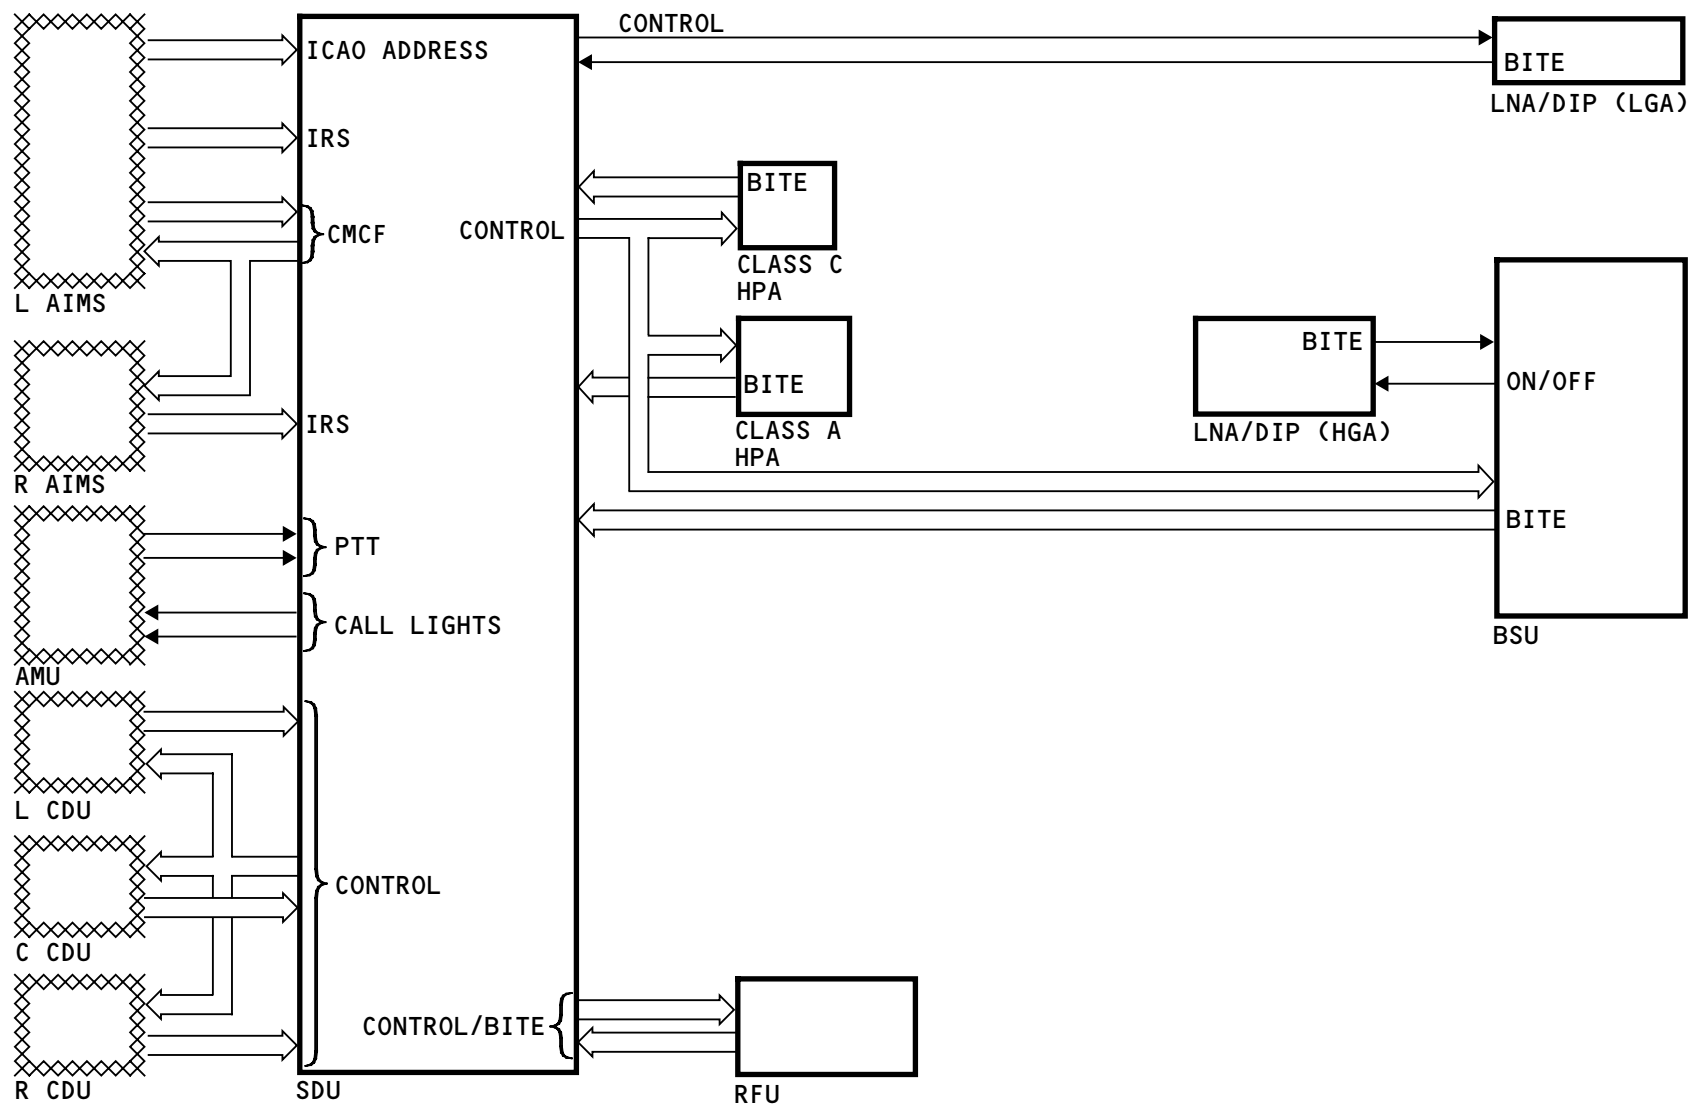 CONTROL
ICAO ADDRESS
BITE
LNA/DIP (LGA)
IRS
BITE
CMCF
CONTROL
CLASS C
HPA
L AIMS
BITE
ON/OFF
BITE
LNA/DIP (HGA)
CLASS A
HPA
IRS
R AIMS
BITE
PTT
CALL LIGHTS
BSU
AMU
L CDU
CONTROL
C CDU
CONTROL/BITE
R CDU
SDU
RFU